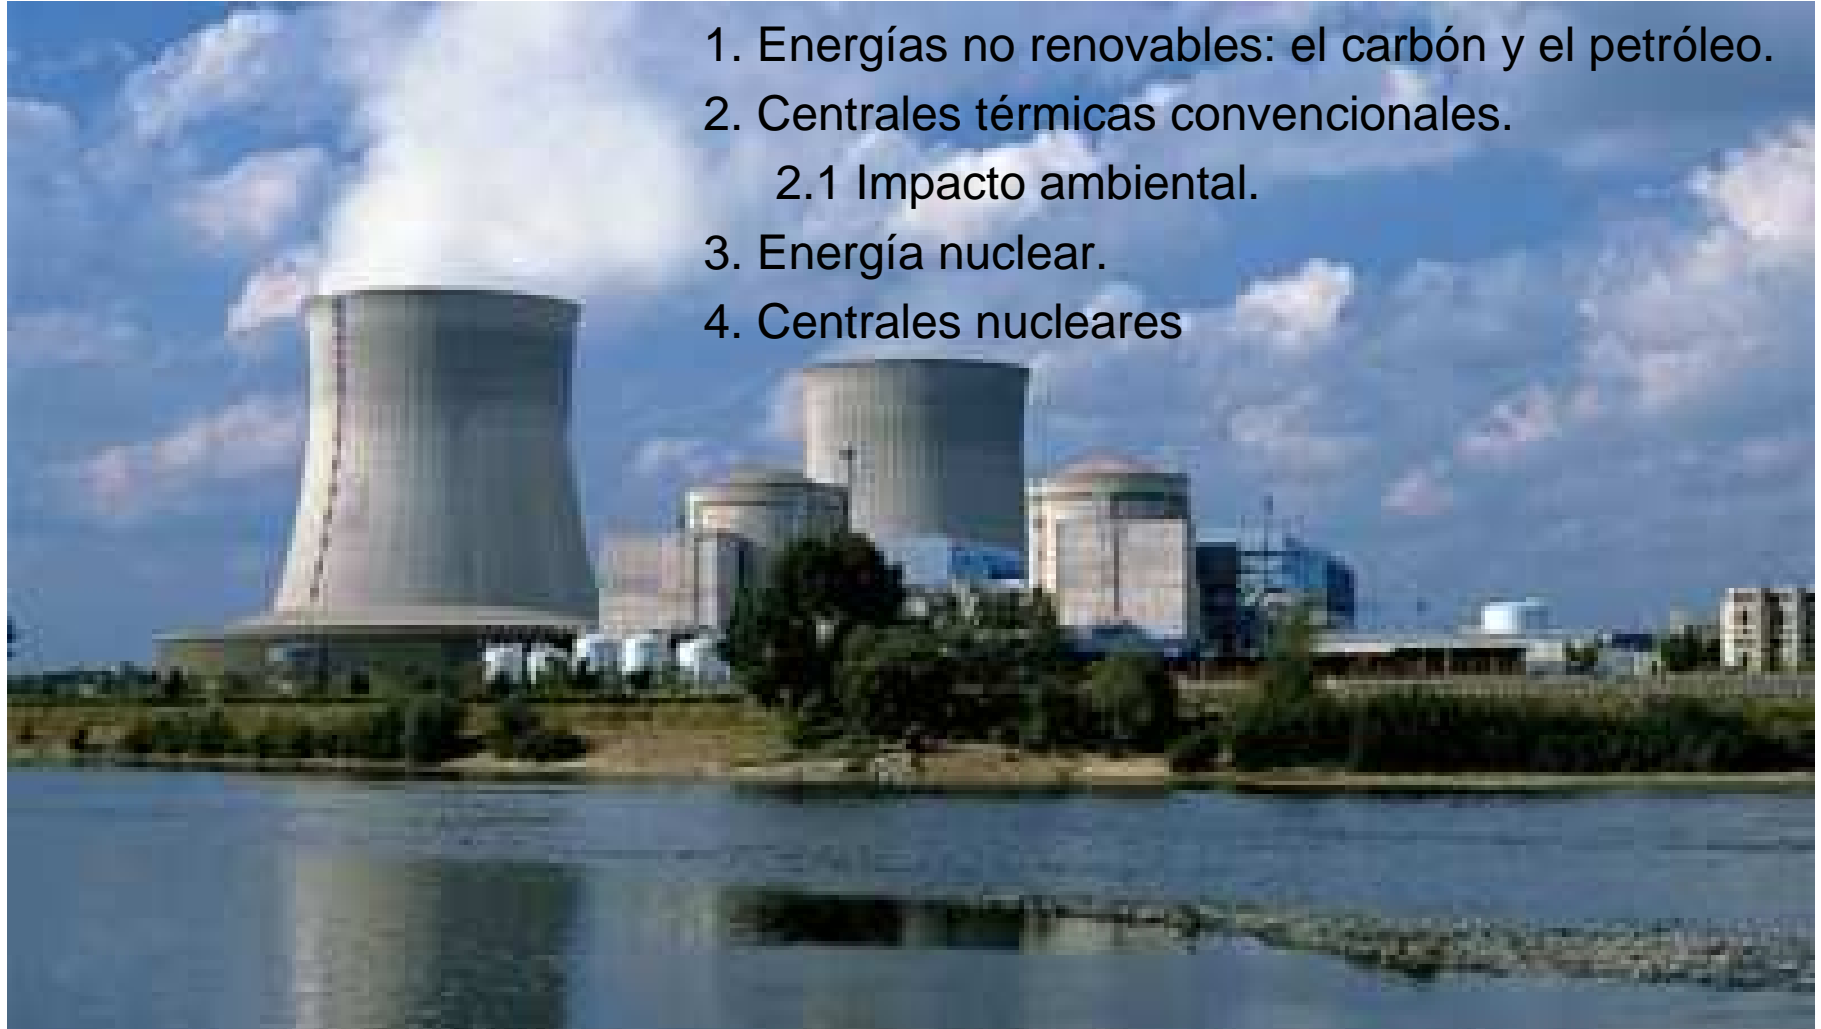 1. Energías no renovables: el carbón y el petróleo.
2. Centrales térmicas convencionales.
2.1 Impacto ambiental.
3. Energía nuclear.
4. Centrales nucleares